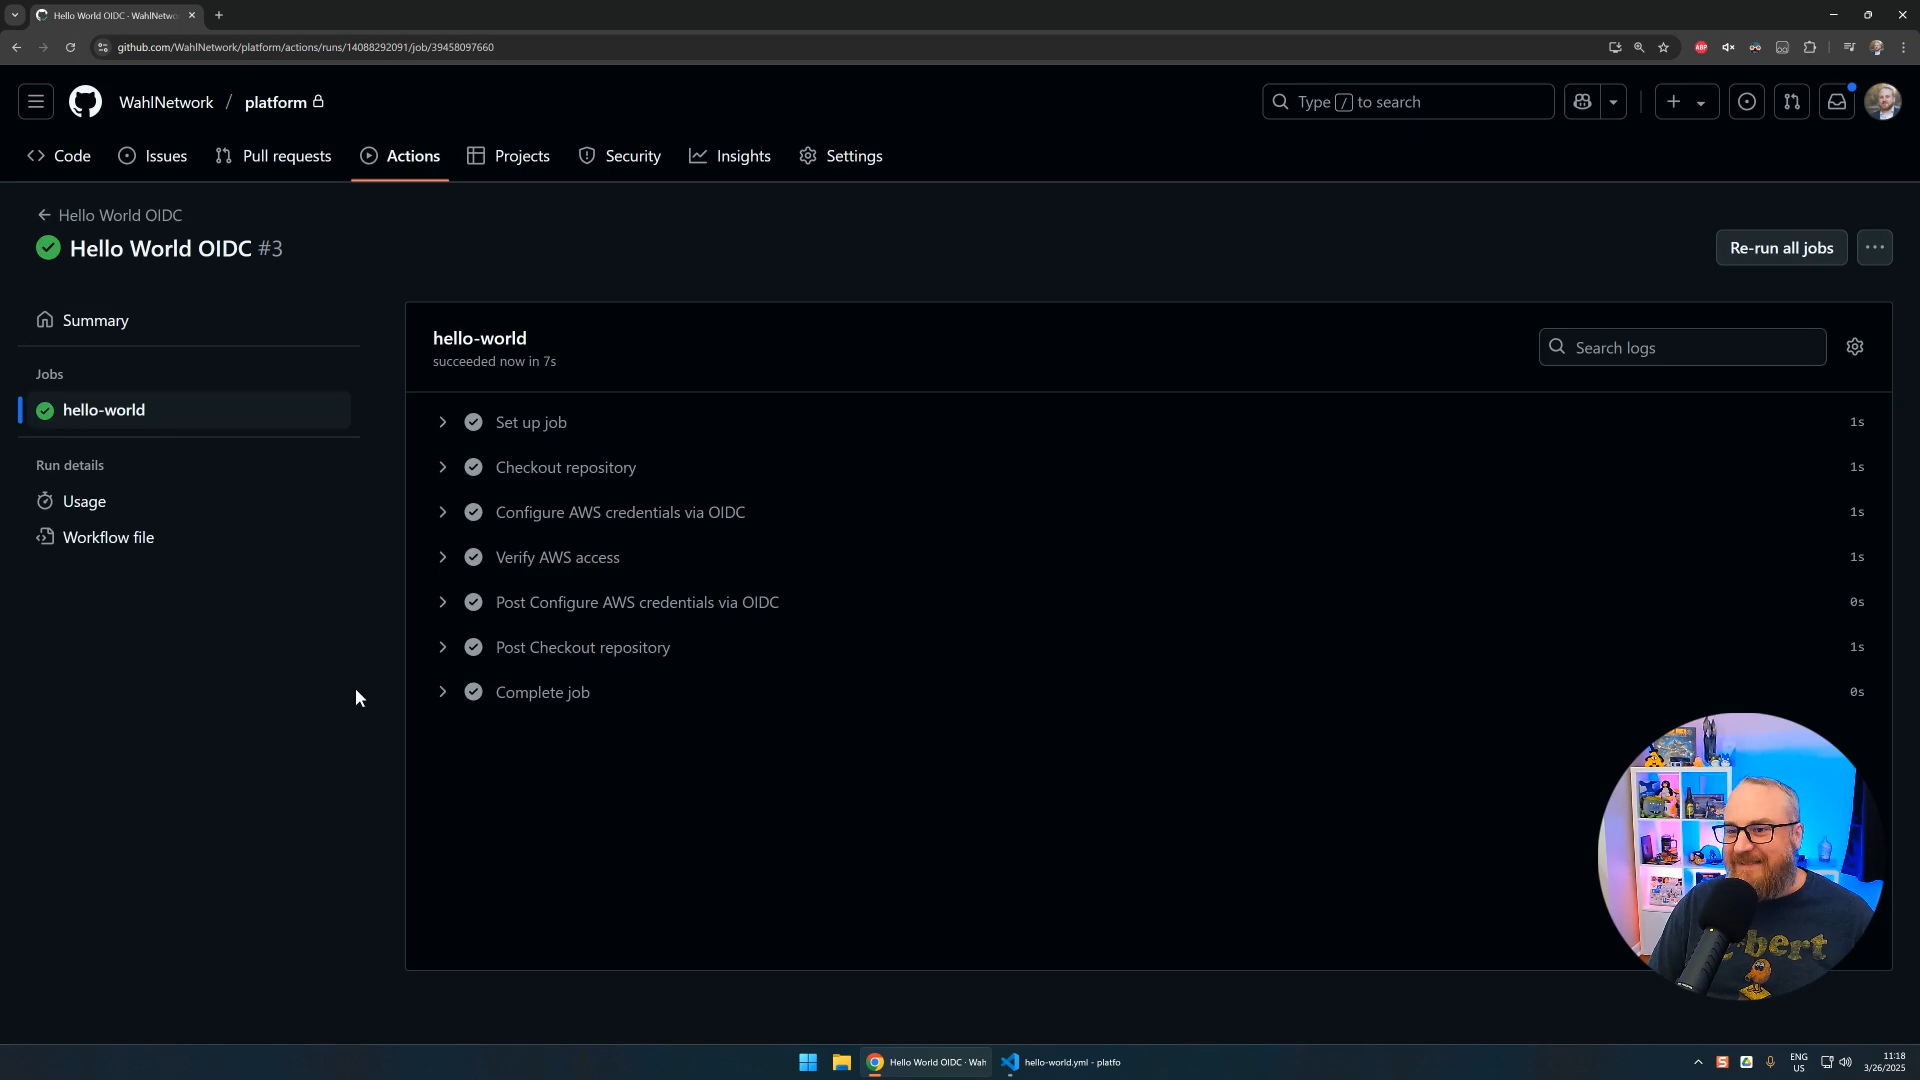 Hello World OIDC · WahlNetwo
github.com/WahlNetwork/platform/actions/runs/14088292091/job/39458097660
WahlNetwork / platform
Type / to search
Code
Issues
Pull requests
Actions
Projects
Security
Insights
Settings
Hello World OIDC
Hello World OIDC #3
Re-run all jobs
Summary
Jobs
hello-world
Run details
Usage
Workflow file
hello-world
succeeded now in 7s
Search logs
Set up job 1s
Checkout repository 1s
Configure AWS credentials via OIDC 1s
Verify AWS access 1s
Post Configure AWS credentials via OIDC 0s
Post Checkout repository 1s
Complete job 0s
bert
Hello World OIDC · Wah
hello-world.yml - platfo
ENG
US
11:18
3/26/2025